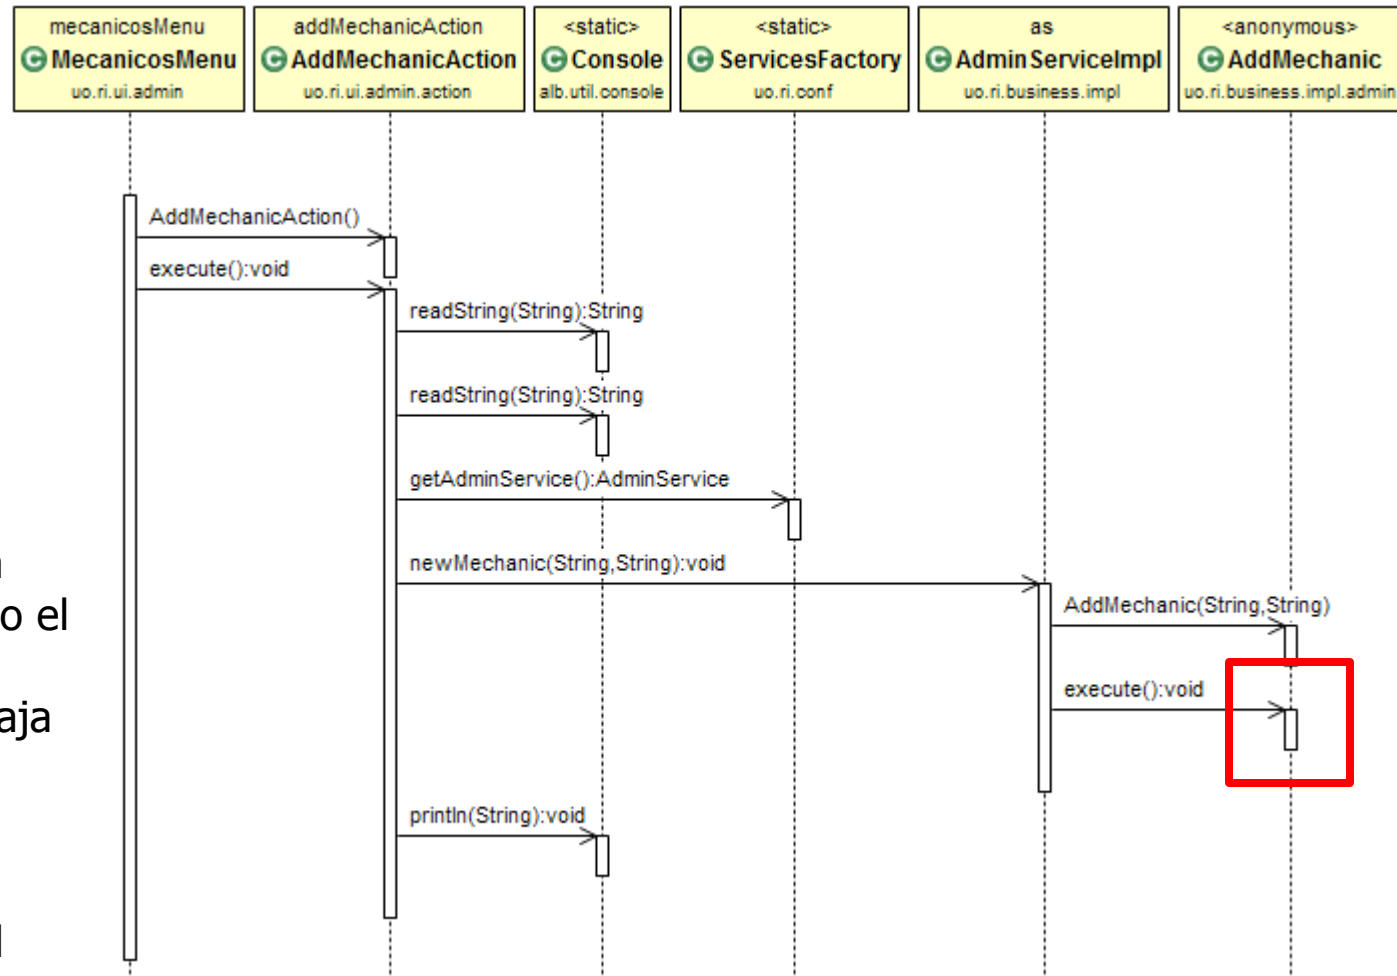 mecanicosMenu
MecanicosMenu
uo.ri.ui.admin
addMechanicAction
AddMechanicAction
uo.ri.ui.admin.action
<static>
Console
alb.util.console
<static>
ServicesFactory
uo.ri.conf
as
AdminServiceImpl
uo.ri.business.impl
<anonymous>
AddMechanic
uo.ri.business.impl.admin
AddMechanicAction()
execute():void
readString(String):String
readString(String):String
getAdminService():AdminService
newMechanic(String,String):void
AddMechanic(String,String)
execute():void
println(String):void
o el
aja